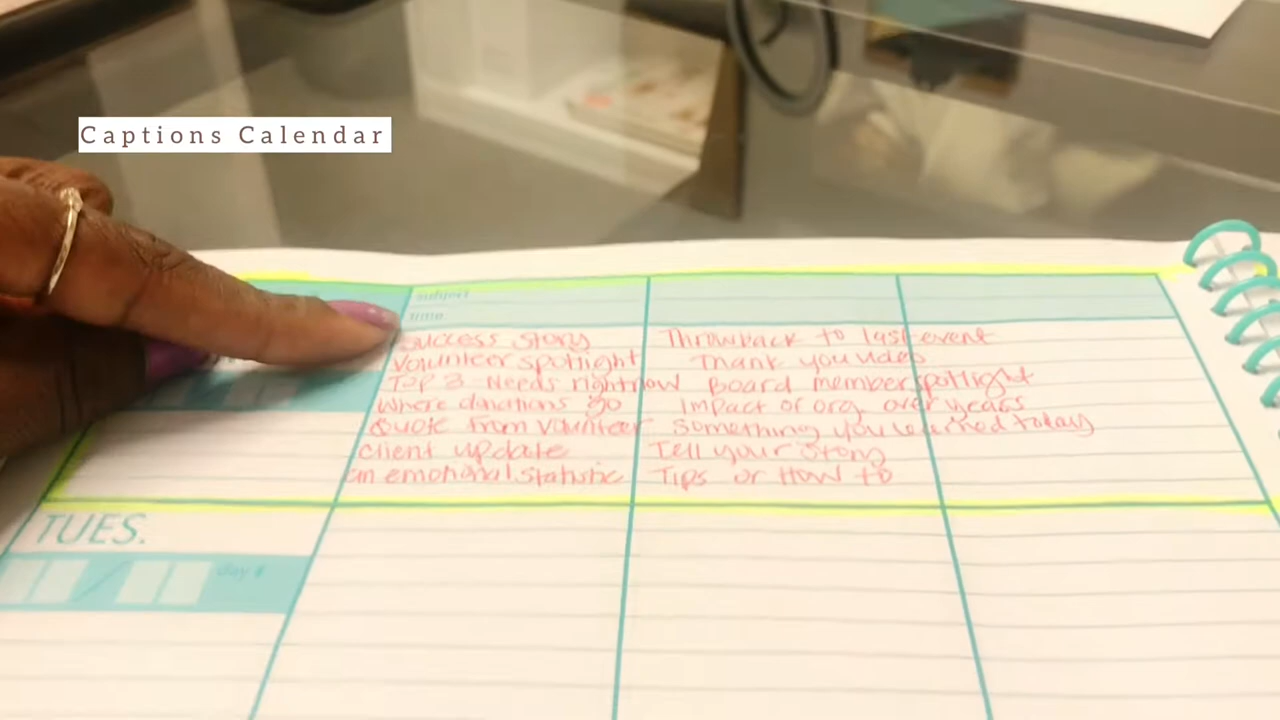 Captions Calendar
subject
time
Success story
Volunteer spotlight
Top 3 Needs right now
Where donations go
Quote from volunteer
client update
an emotional statistic
Throwback to last event
Thank you video
Board member spotlight
Impact of org over years
Something you learned today
Tell your story
Tips or How to
TUES.
day #